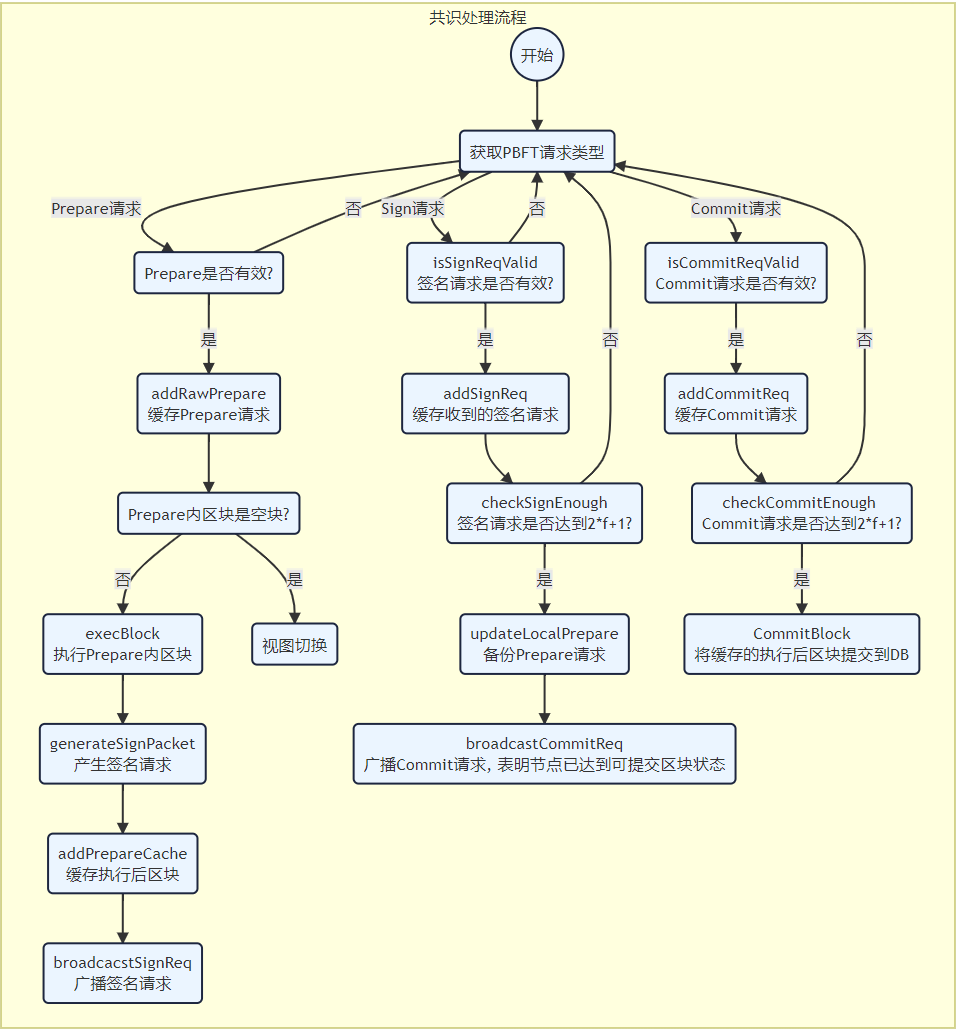 共识处理流程
开始
获取PBFT请求类型
Prepare请求
否
Sign请求
否
Commit请求
Prepare是否有效?
isSignReqValid
签名请求是否有效?
isCommitReqValid
Commit请求是否有效?
是
是
否
是
否
addRawPrepare
缓存Prepare请求
addSignReq
缓存收到的签名请求
addCommitReq
缓存Commit请求
Prepare内区块是空块?
checkSignEnough
签名请求是否达到2*f+1?
checkCommitEnough
Commit请求是否达到2*f+1?
否
是
是
是
execBlock
执行Prepare内区块
视图切换
updateLocalPrepare
备份Prepare请求
CommitBlock
将缓存的执行后区块提交到DB
generateSignPacket
产生签名请求
broadcastCommitReq
广播Commit请求, 表明节点已达到可提交区块状态
addPrepareCache
缓存执行后区块
broadcacstSignReq
广播签名请求